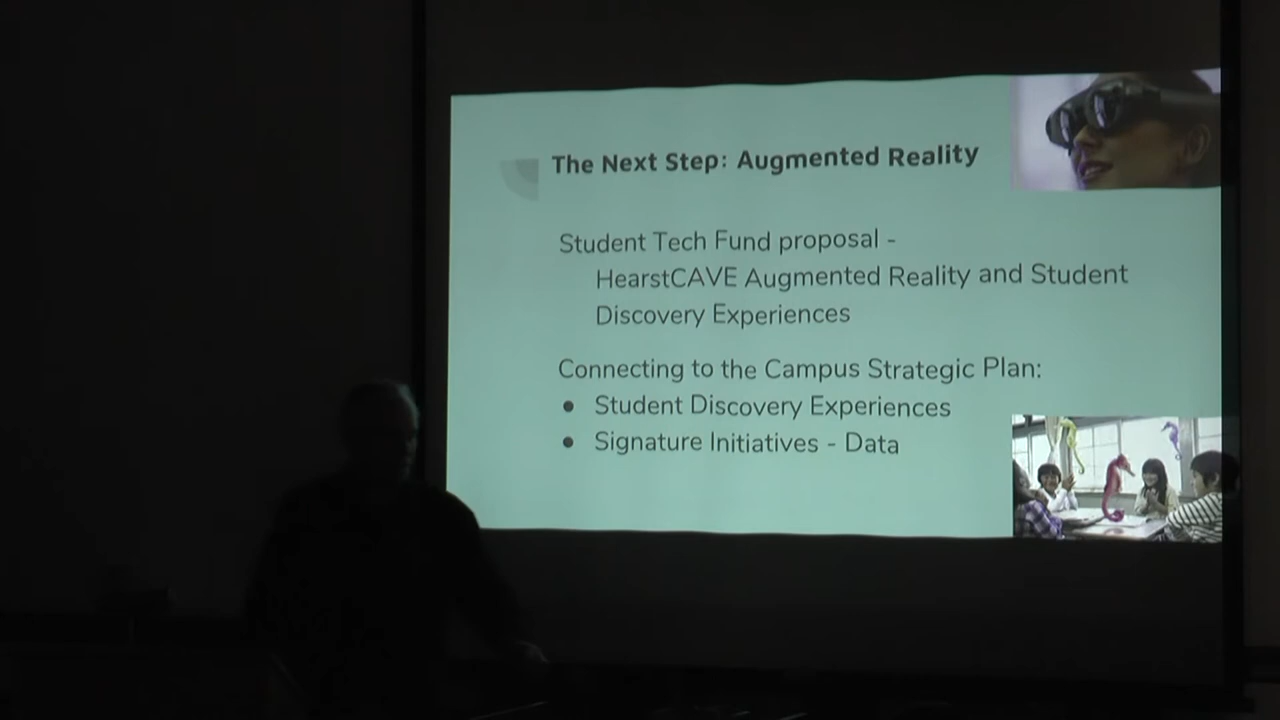 The Next Step: Augmented Reality
Student Tech Fund proposal -
HearstCAVE Augmented Reality and Student
Discovery Experiences
Connecting to the Campus Strategic Plan:
● Student Discovery Experiences
● Signature Initiatives - Data